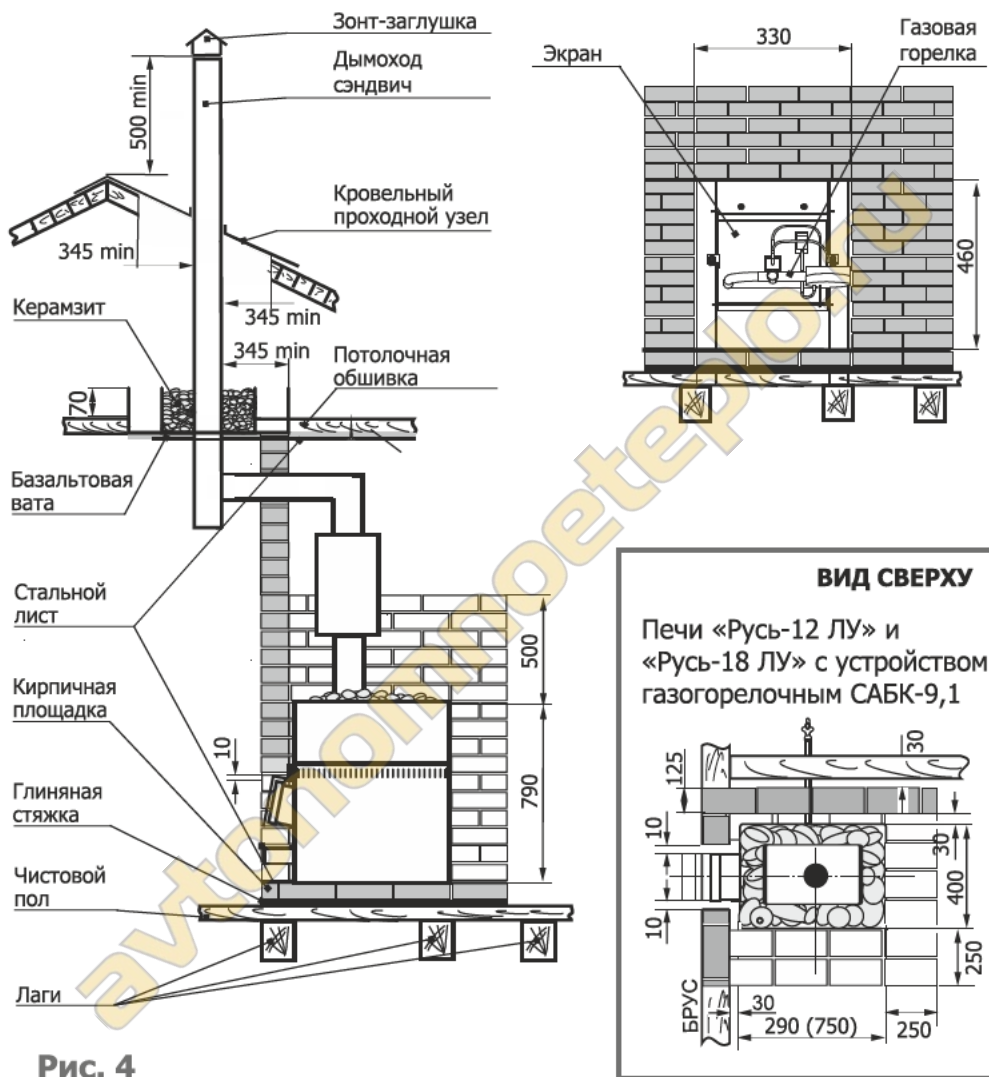 Зонт-заглушка
Дымоход
сэндвич
500 min
Кровельный
проходной узел
345 min
345 min
345 min
Керамзит
Потолочная
обшивка
70
Базальтовая
вата
Стальной
лист
Кирпичная
площадка
10
Глиняная
стяжка
Чистовой
пол
Лаги
500
790
Рис. 4
Экран
330
Газовая
горелка
460
ВИД СВЕРХУ
Печи «Русь-12 ЛУ» и
«Русь-18 ЛУ» с устройством
газогорелочным САБК-9,1
30
125
10
30
400
10
250
БРУС
30
290 (750)
250
avtomnoeteplo.ru